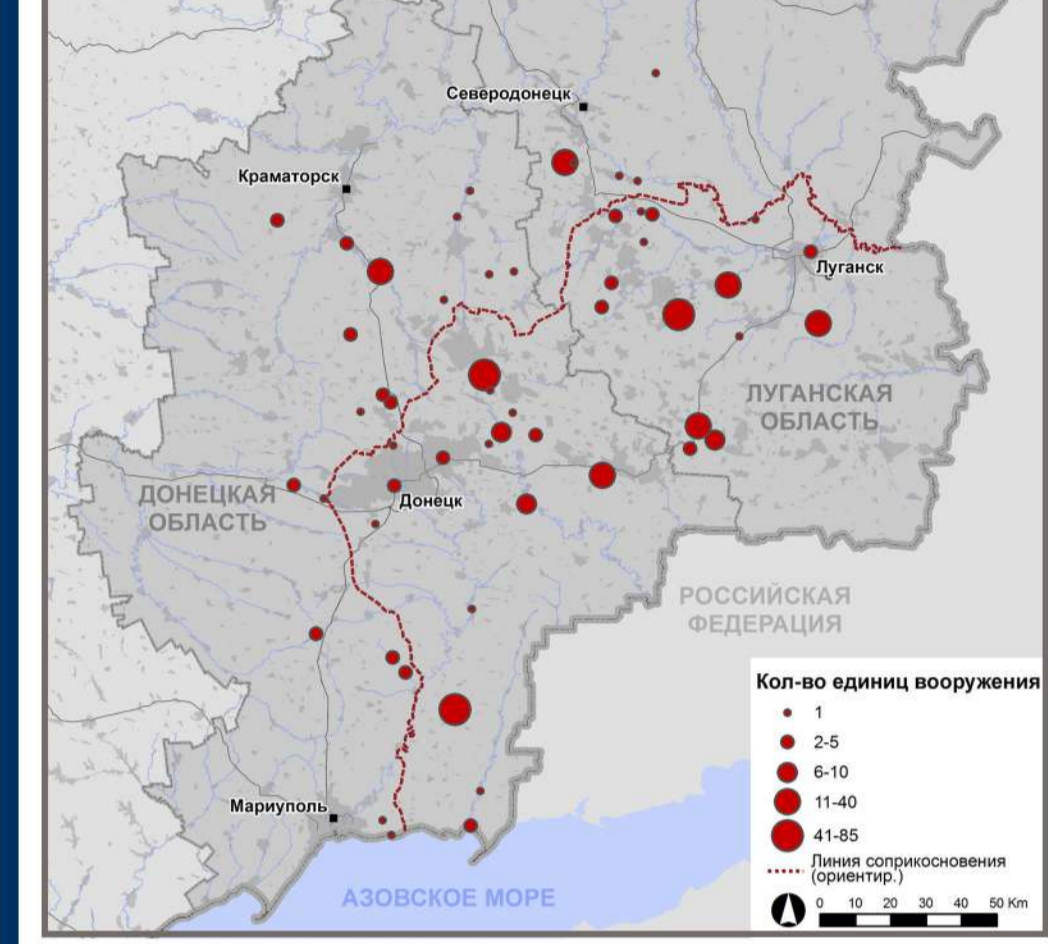 Северодонецк
Краматорск
Луганск
ЛУГАНСКАЯ
ОБЛАСТЬ
ДОНЕЦКАЯ
ОБЛАСТЬ
Донецк
РОССИЙСКАЯ
ФЕДЕРАЦИЯ
Мариуполь
АЗОВСКОЕ МОРЕ
Кол-во единиц вооружения
1
2-5
6-10
11-40
41-85
Линия соприкосновения
(ориентир.)
0 10 20 30 40 50 Km